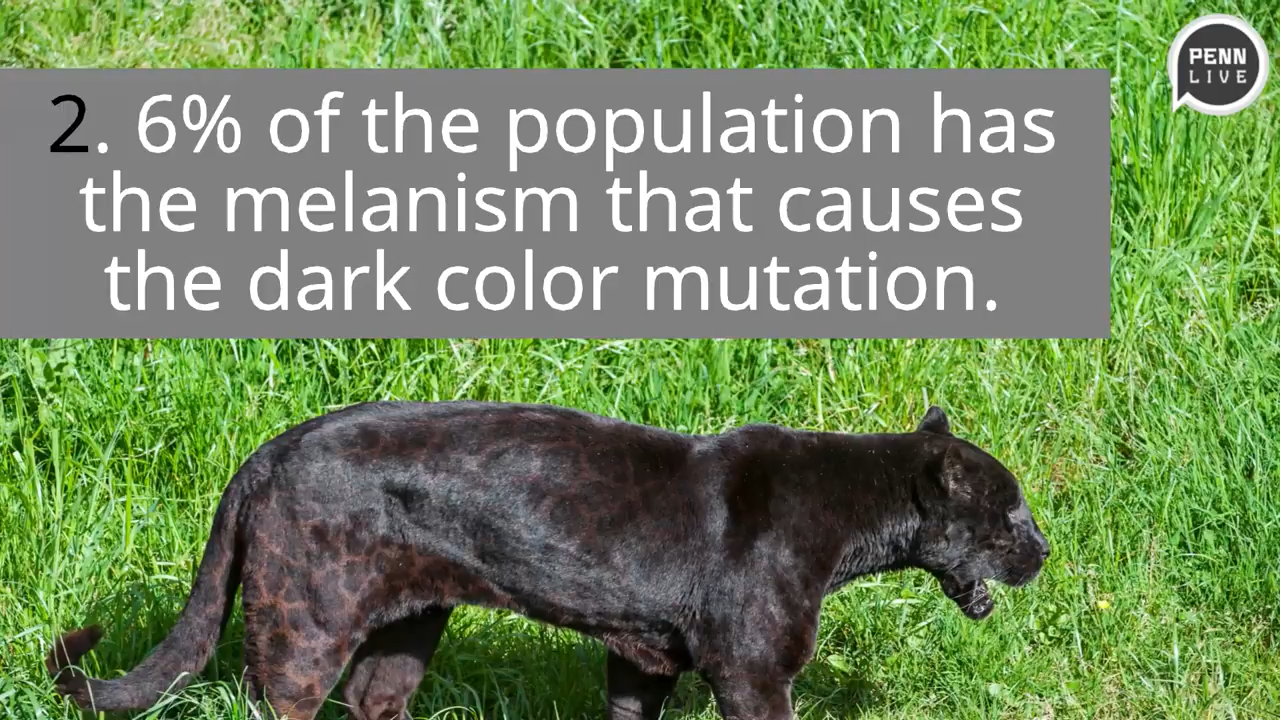 PENN
LIVE
2. 6% of the population has
the melanism that causes
the dark color mutation.